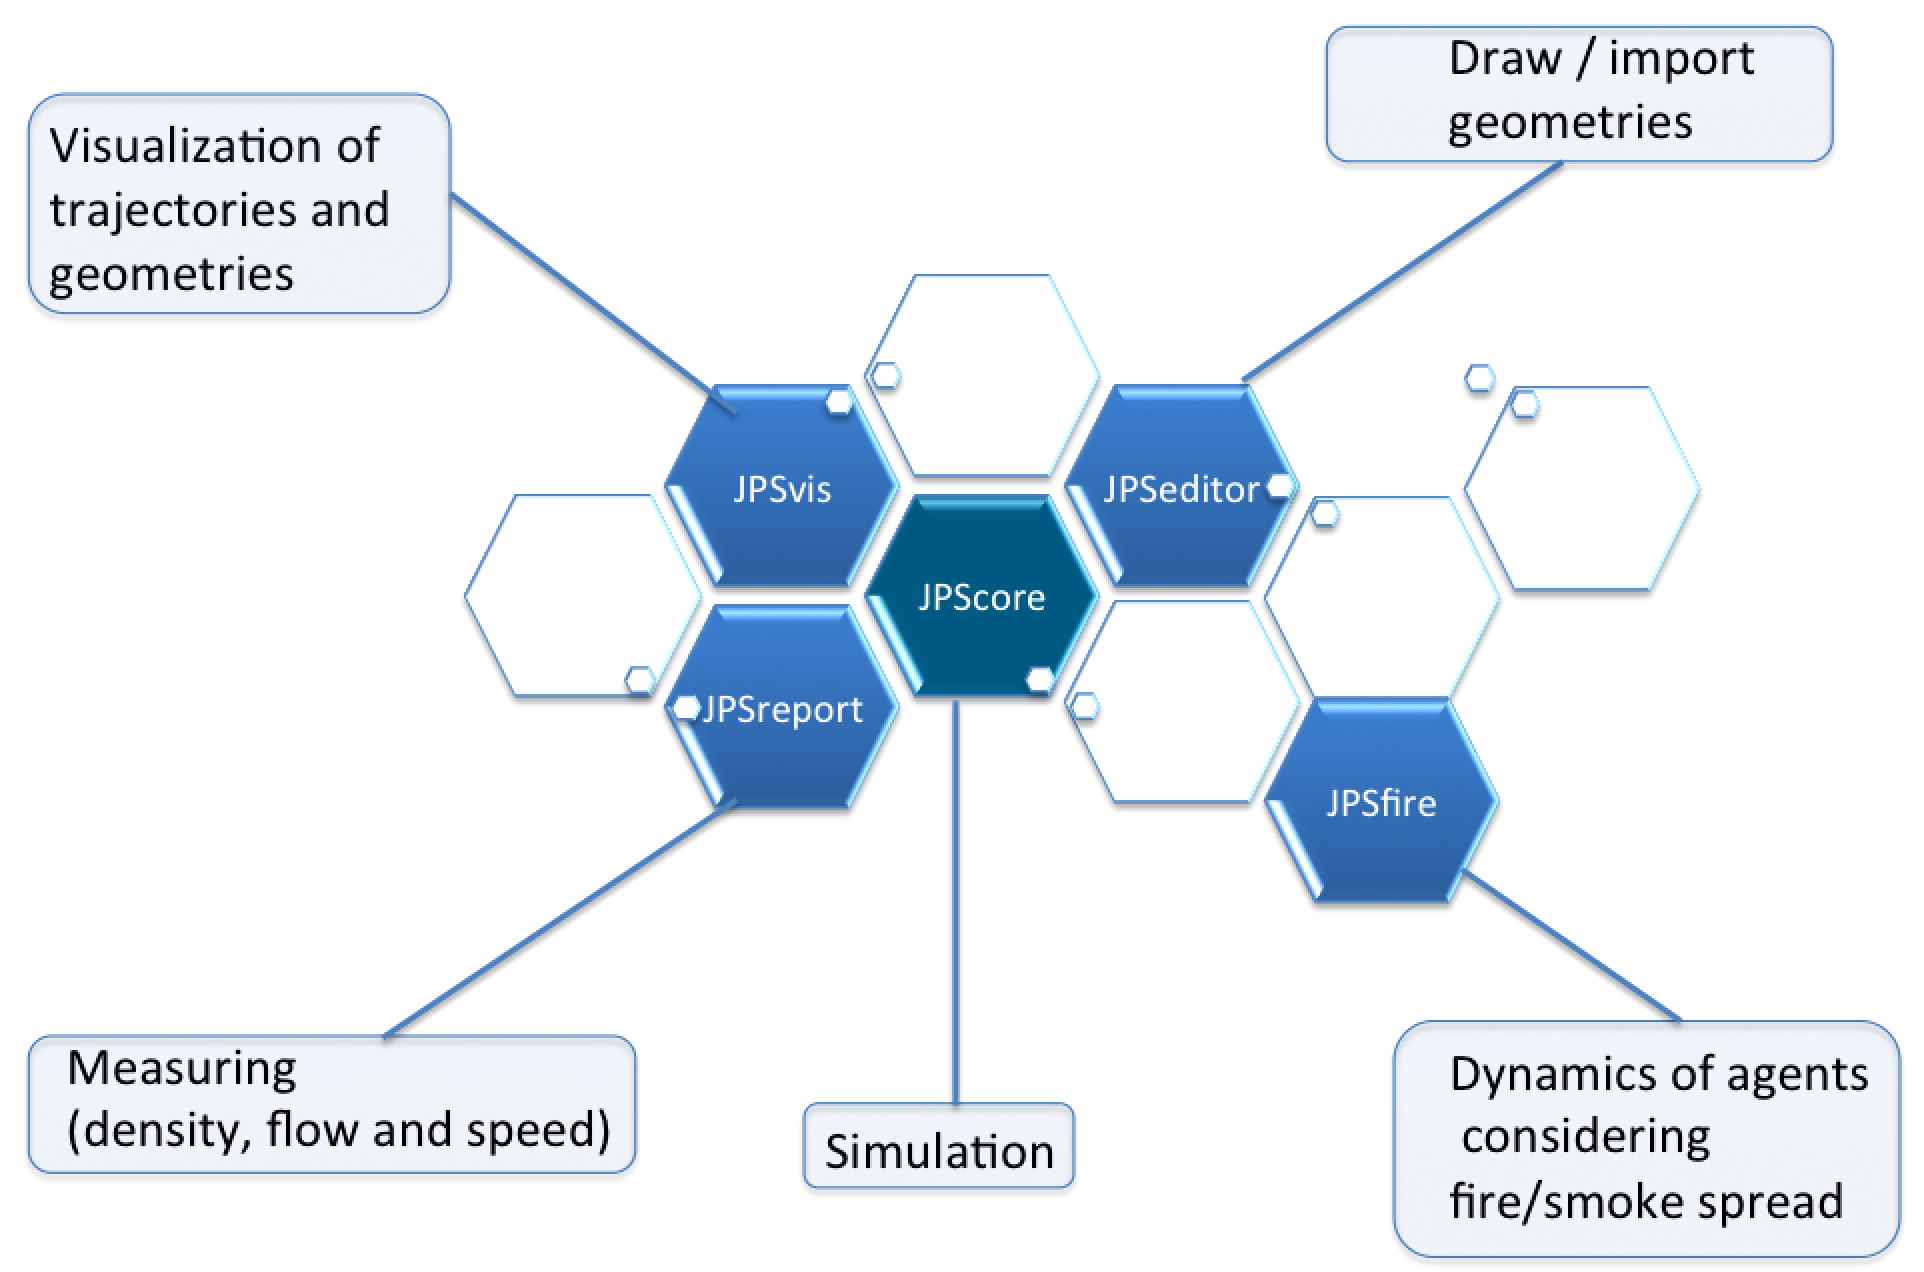 Draw / import
geometries
Visualization of
trajectories and
geometries
JPSvis
JPSeditor
JPScore
JPSreport
JPSfire
Measuring
(density, flow and speed)
Simulation
Dynamics of agents
considering
fire/smoke spread